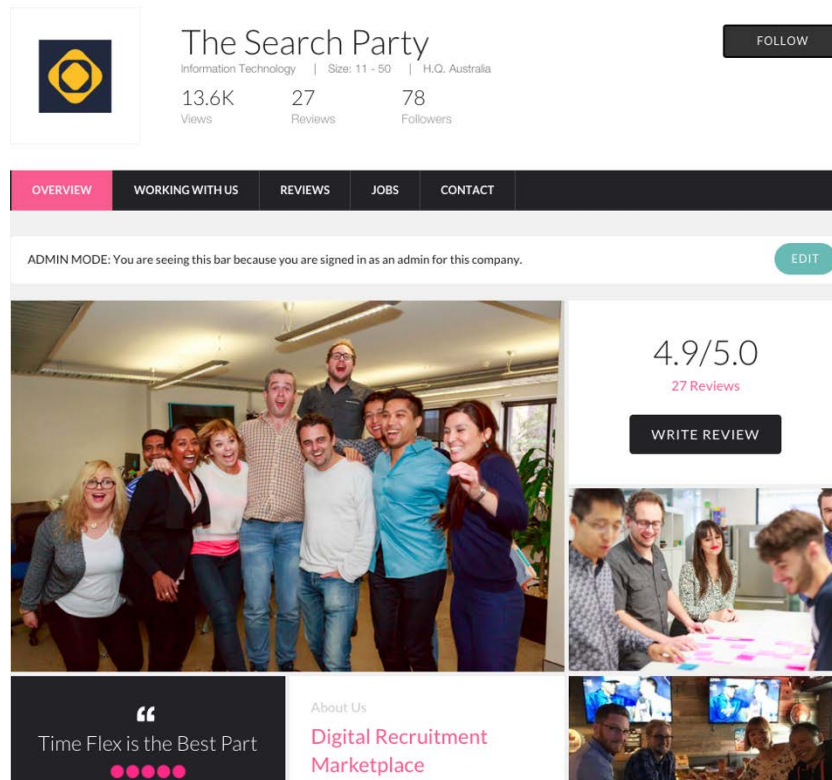 The Search Party
FOLLOW
Information Technology | Size: 11 - 50 | H.Q. Australia
13.6K 27 78
Views Reviews Followers
OVERVIEW WORKING WITH US REVIEWS JOBS CONTACT
ADMIN MODE: You are seeing this bar because you are signed in as an admin for this company.
EDIT
4.9/5.0
27 Reviews
WRITE REVIEW
“
Time Flex is the Best Part
About Us
Digital Recruitment
Marketplace